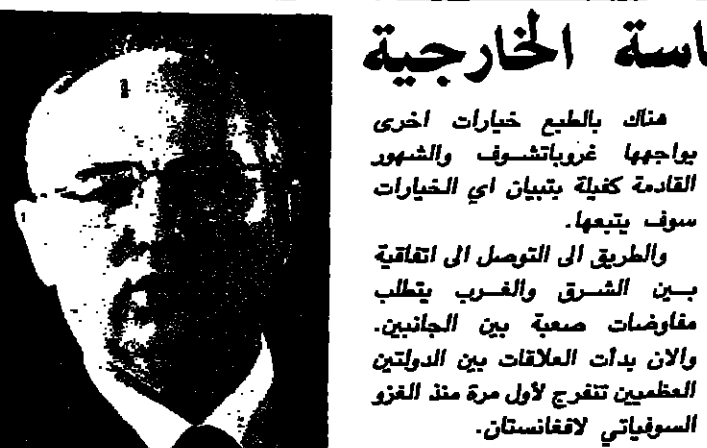 اسة الخارجية
هناك بالطبع خيارات اخرى
يواجهها غروباتشوف والشهور
القادمة كفيلة بتبيان اي الخيارات
سوف يتبعها.
والطريق الى التوصل الى اتفاقية
بين الشرق والغرب يتطلب
مفاوضات صعبة بين الجانبين.
والان بدأت العلاقات بين الدولتين
العظميين تنفرج لأول مرة منذ الغزو
السوفياتي لافغانستان.